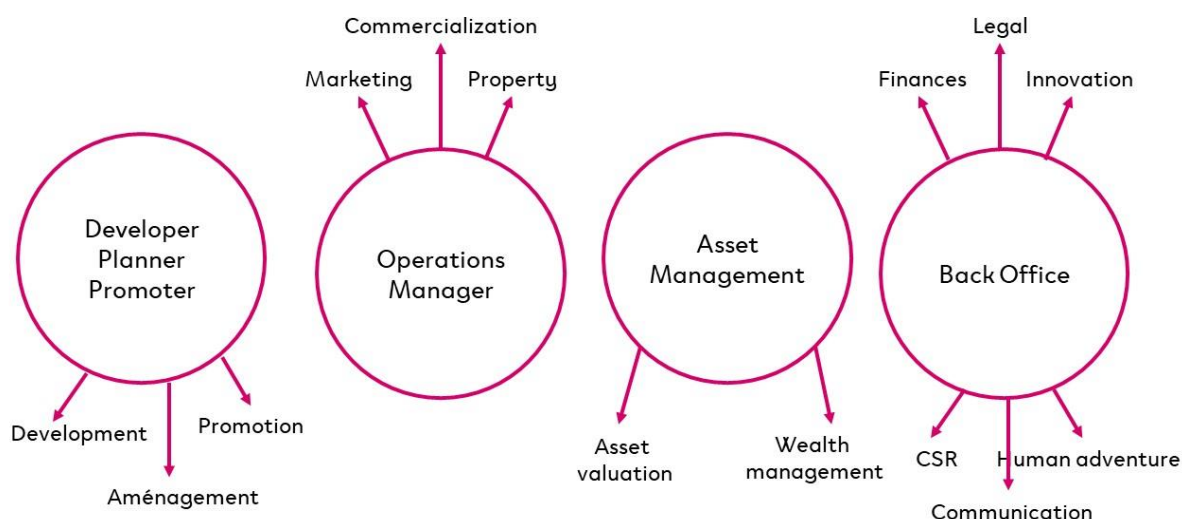 Commercialization
Marketing
Property
Legal
Finances
Innovation
Developer
Planner
Promoter
Operations
Manager
Asset
Management
Back Office
Development
Promotion
Aménagement
Asset
valuation
Wealth
management
CSR
Human adventure
Communication